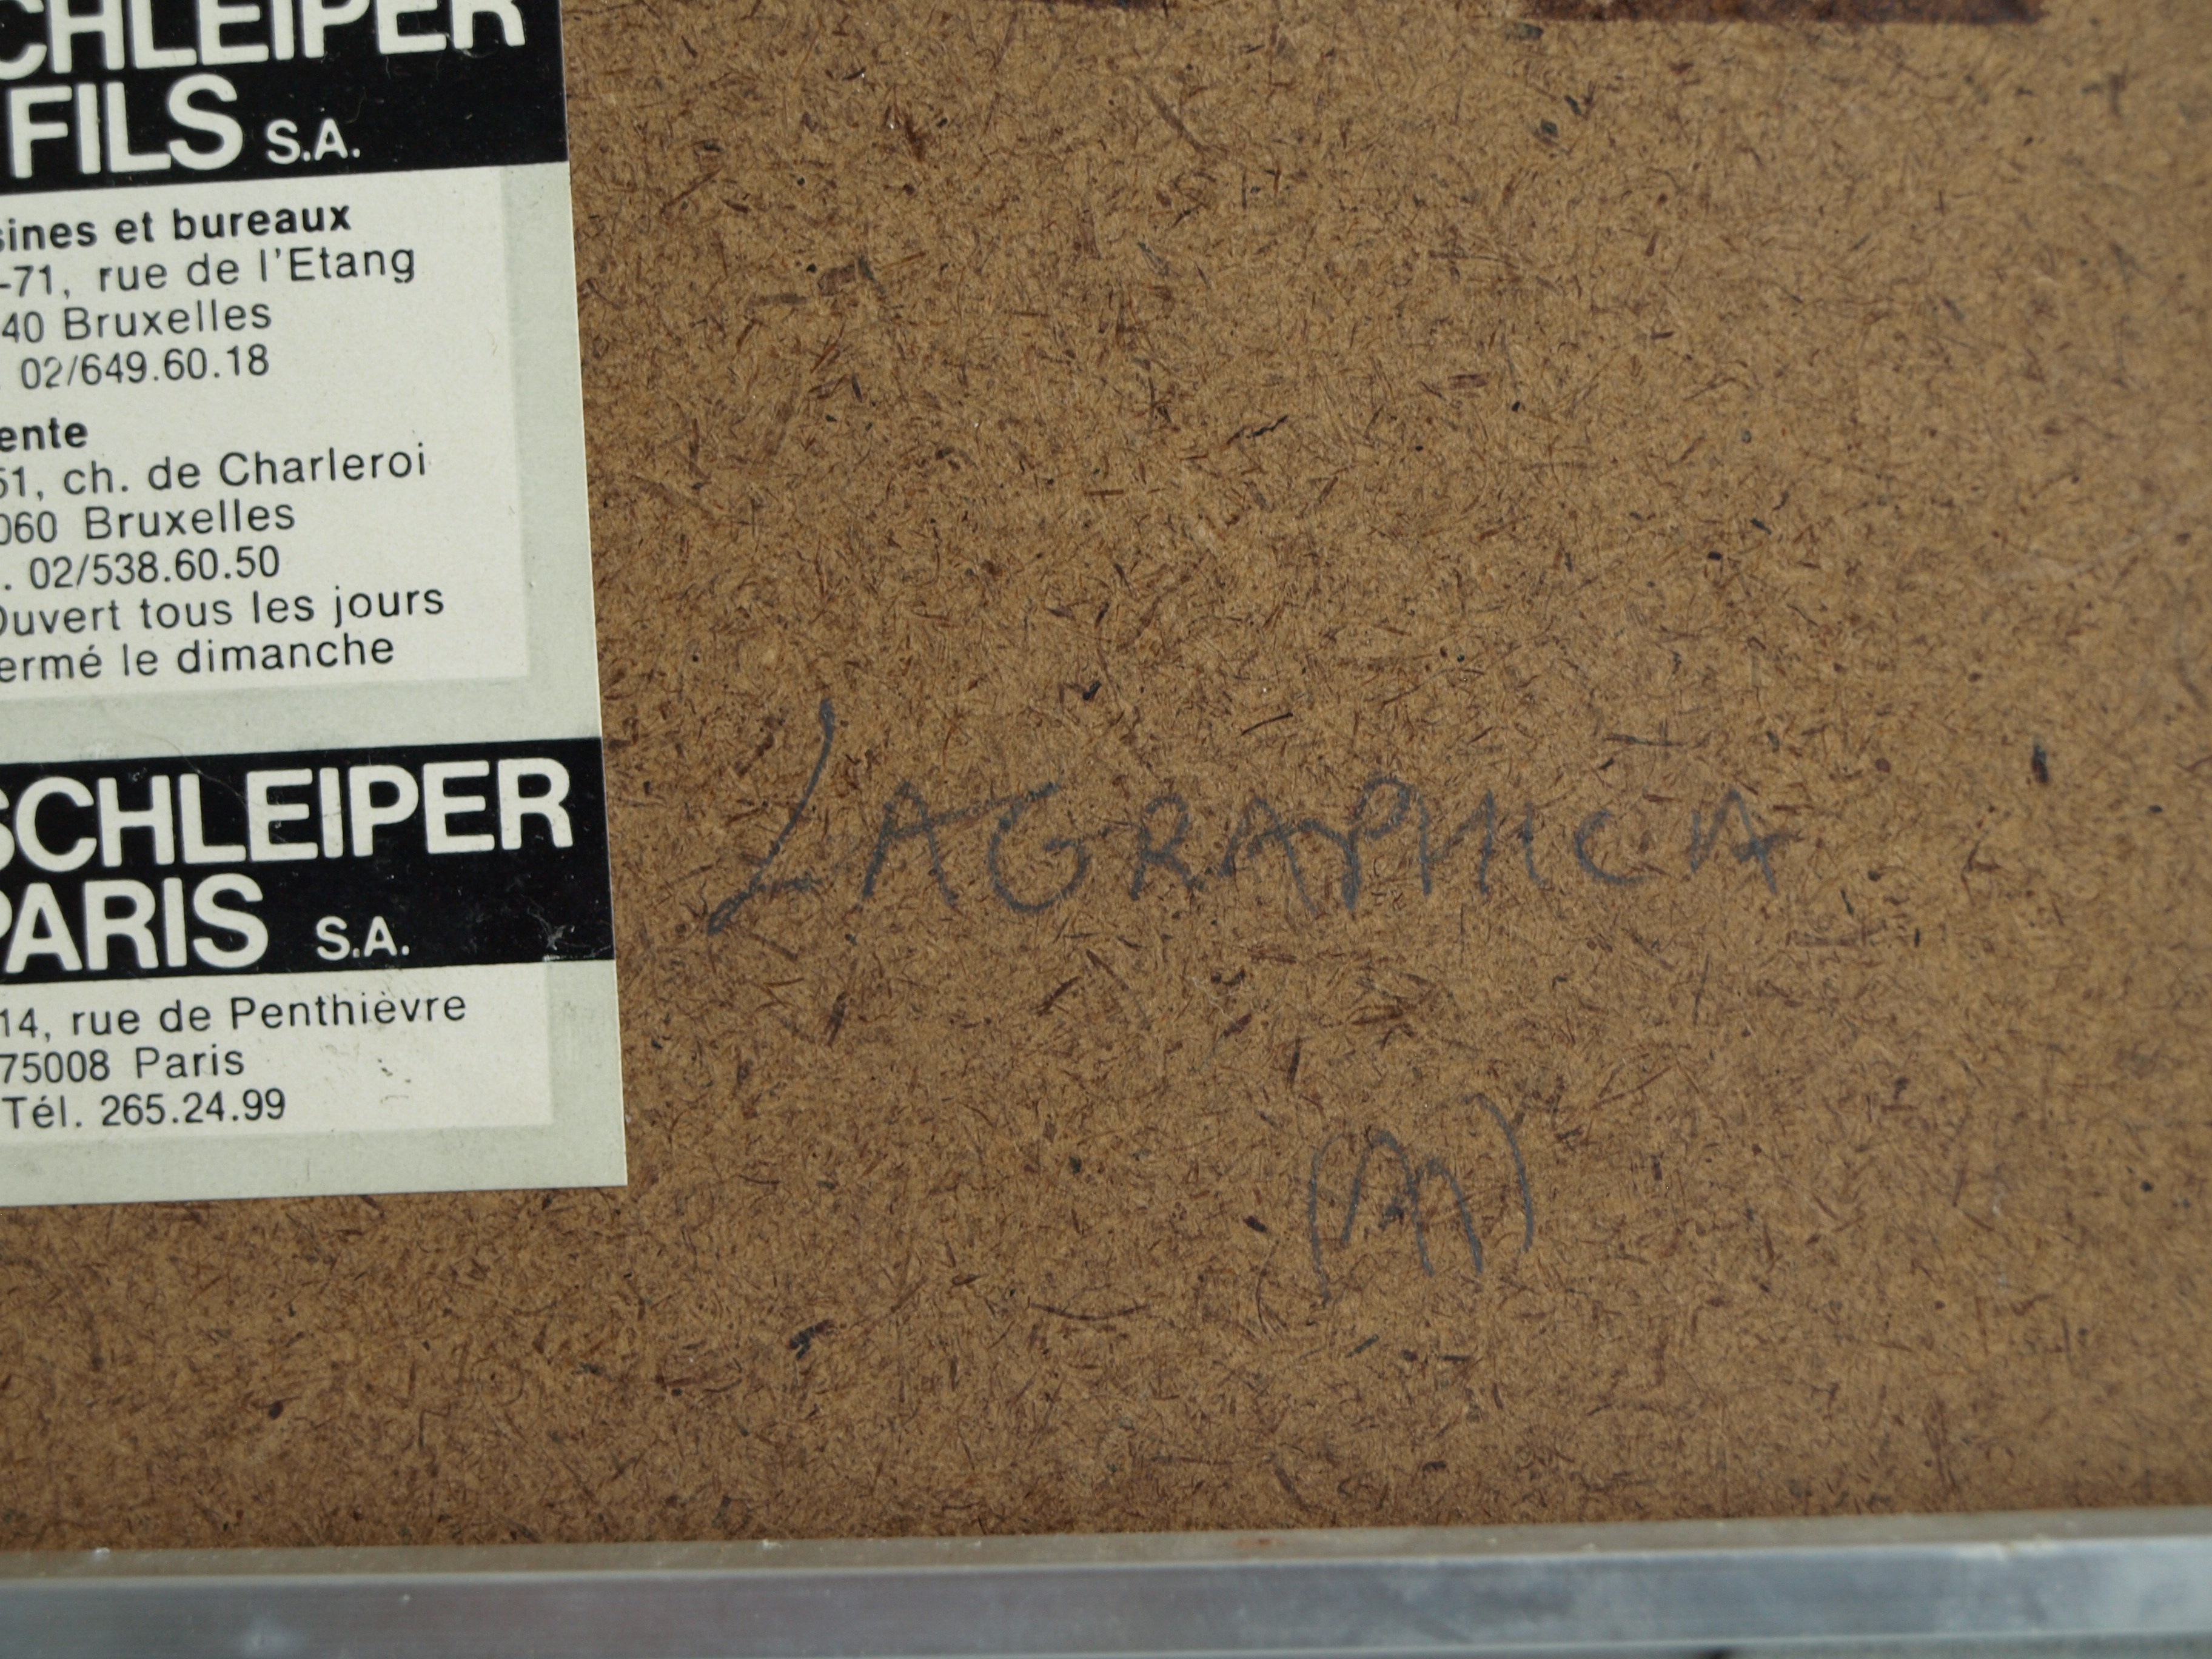 CHLEIPER
FILS S.A.
sines et bureaux
-71, rue de l'Etang
40 Bruxelles
. 02/649.60.18
ente
51, ch. de Charleroi
060 Bruxelles
. 02/538.60.50
Ouvert tous les jours
ermé le dimanche
SCHLEIPER
PARIS S.A.
14, rue de Penthièvre
75008 Paris
Tél. 265.24.99
LAGRAPHICA